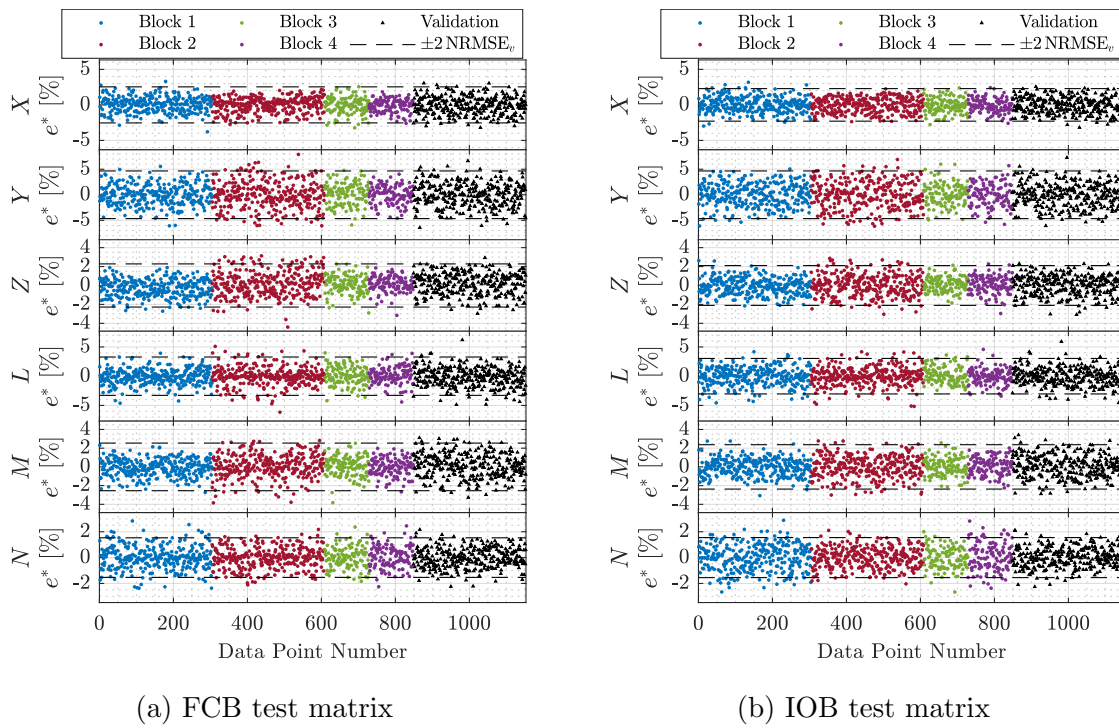 Block 1 Block 3 Validation
Block 2 Block 4 ±2 NRMSEv
X e* [%] 5 0 -5
Y e* [%] 5 0 -5
Z e* [%] 4 2 0 -2 -4
L e* [%] 5 0 -5
M e* [%] 4 2 0 -2 -4
N e* [%] 2 0 -2
0 200 400 600 800 1000
Data Point Number
(a) FCB test matrix
Block 1 Block 3 Validation
Block 2 Block 4 ±2 NRMSEv
X e* [%] 5 0 -5
Y e* [%] 5 0 -5
Z e* [%] 4 2 0 -2 -4
L e* [%] 5 0 -5
M e* [%] 4 2 0 -2 -4
N e* [%] 2 0 -2
0 200 400 600 800 1000
Data Point Number
(b) IOB test matrix